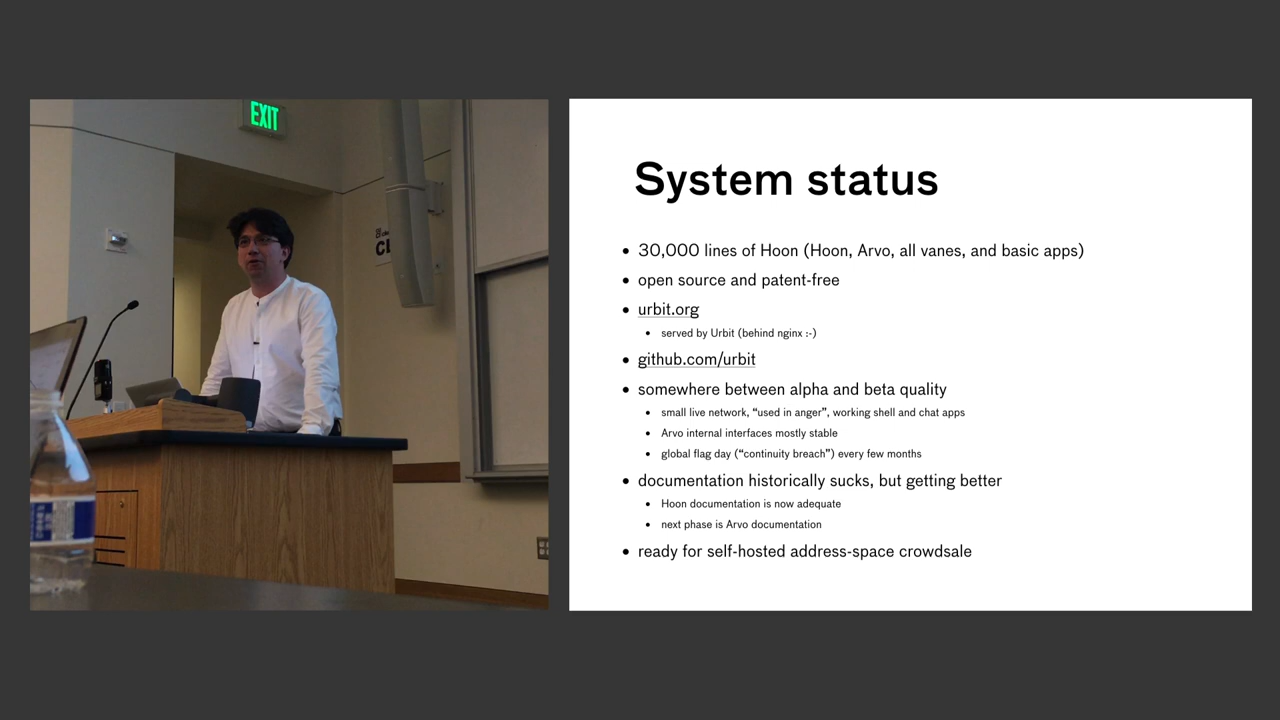 EXIT
System status
• 30,000 lines of Hoon (Hoon, Arvo, all vanes, and basic apps)
• open source and patent-free
• urbit.org
• served by Urbit (behind nginx :-)
• github.com/urbit
• somewhere between alpha and beta quality
• small live network, “used in anger”, working shell and chat apps
• Arvo internal interfaces mostly stable
• global flag day (“continuity breach”) every few months
• documentation historically sucks, but getting better
• Hoon documentation is now adequate
• next phase is Arvo documentation
• ready for self-hosted address-space crowdsale